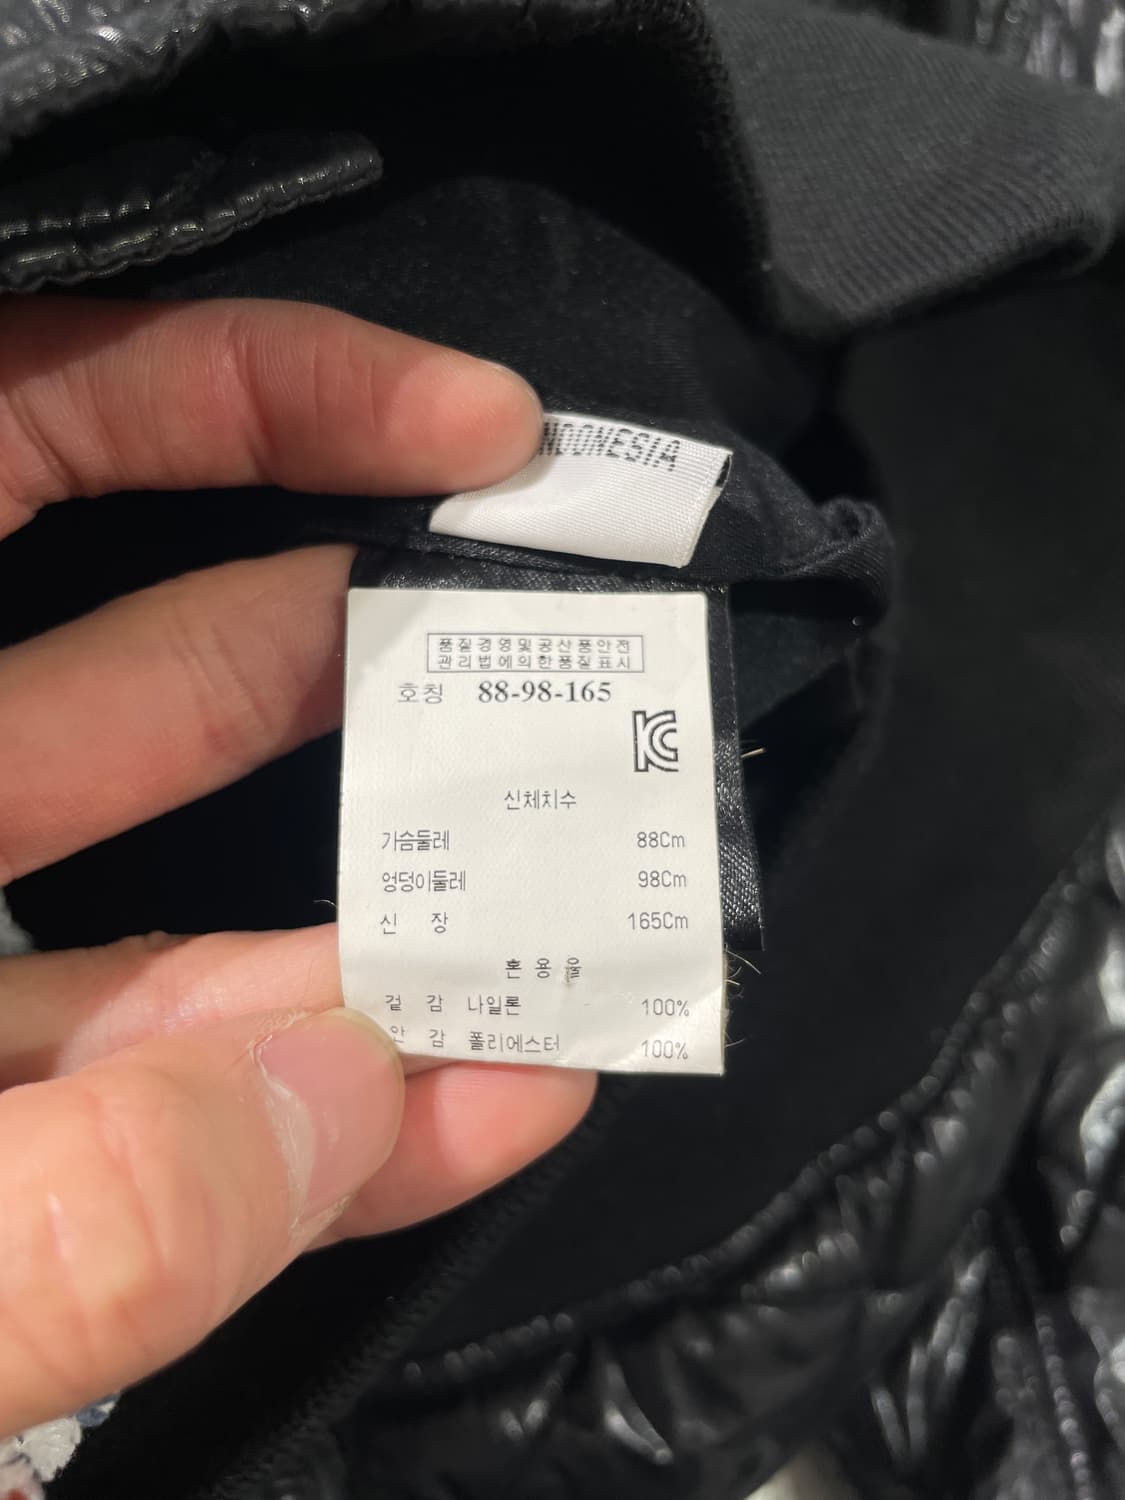 INDONESIA
품질경영및공산품안전
관리법에의한품질표시
호칭 88-98-165
KC
신체치수
가슴둘레 88Cm
엉덩이둘레 98Cm
신 장 165Cm
혼 용 율
겉 감 나일론 100%
안 감 폴리에스터 100%